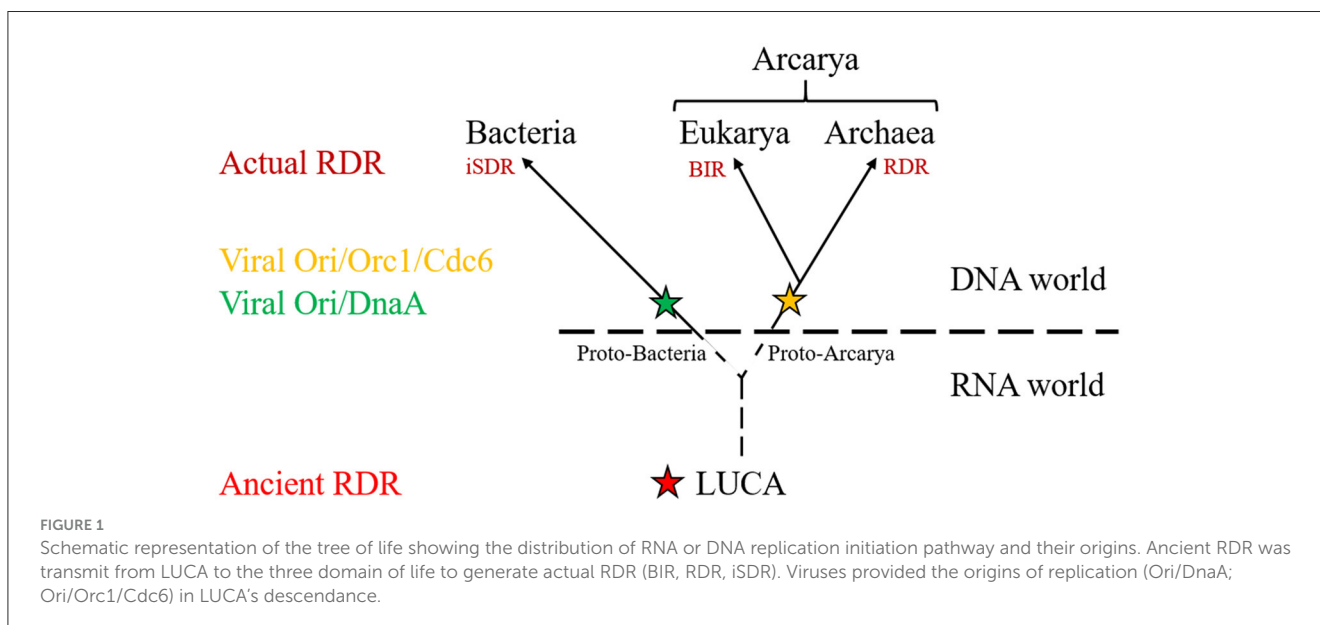 Arcarya
Bacteria Eukarya Archaea
Actual RDR iSDR BIR RDR
Viral Ori/Orc1/Cdc6
Viral Ori/DnaA
DNA world
Proto-Bacteria Proto-Arcarya
RNA world
Ancient RDR LUCA
FIGURE 1
Schematic representation of the tree of life showing the distribution of RNA or DNA replication initiation pathway and their origins. Ancient RDR was
transmit from LUCA to the three domain of life to generate actual RDR (BIR, RDR, iSDR). Viruses provided the origins of replication (Ori/DnaA;
Ori/Orc1/Cdc6) in LUCA's descendance.